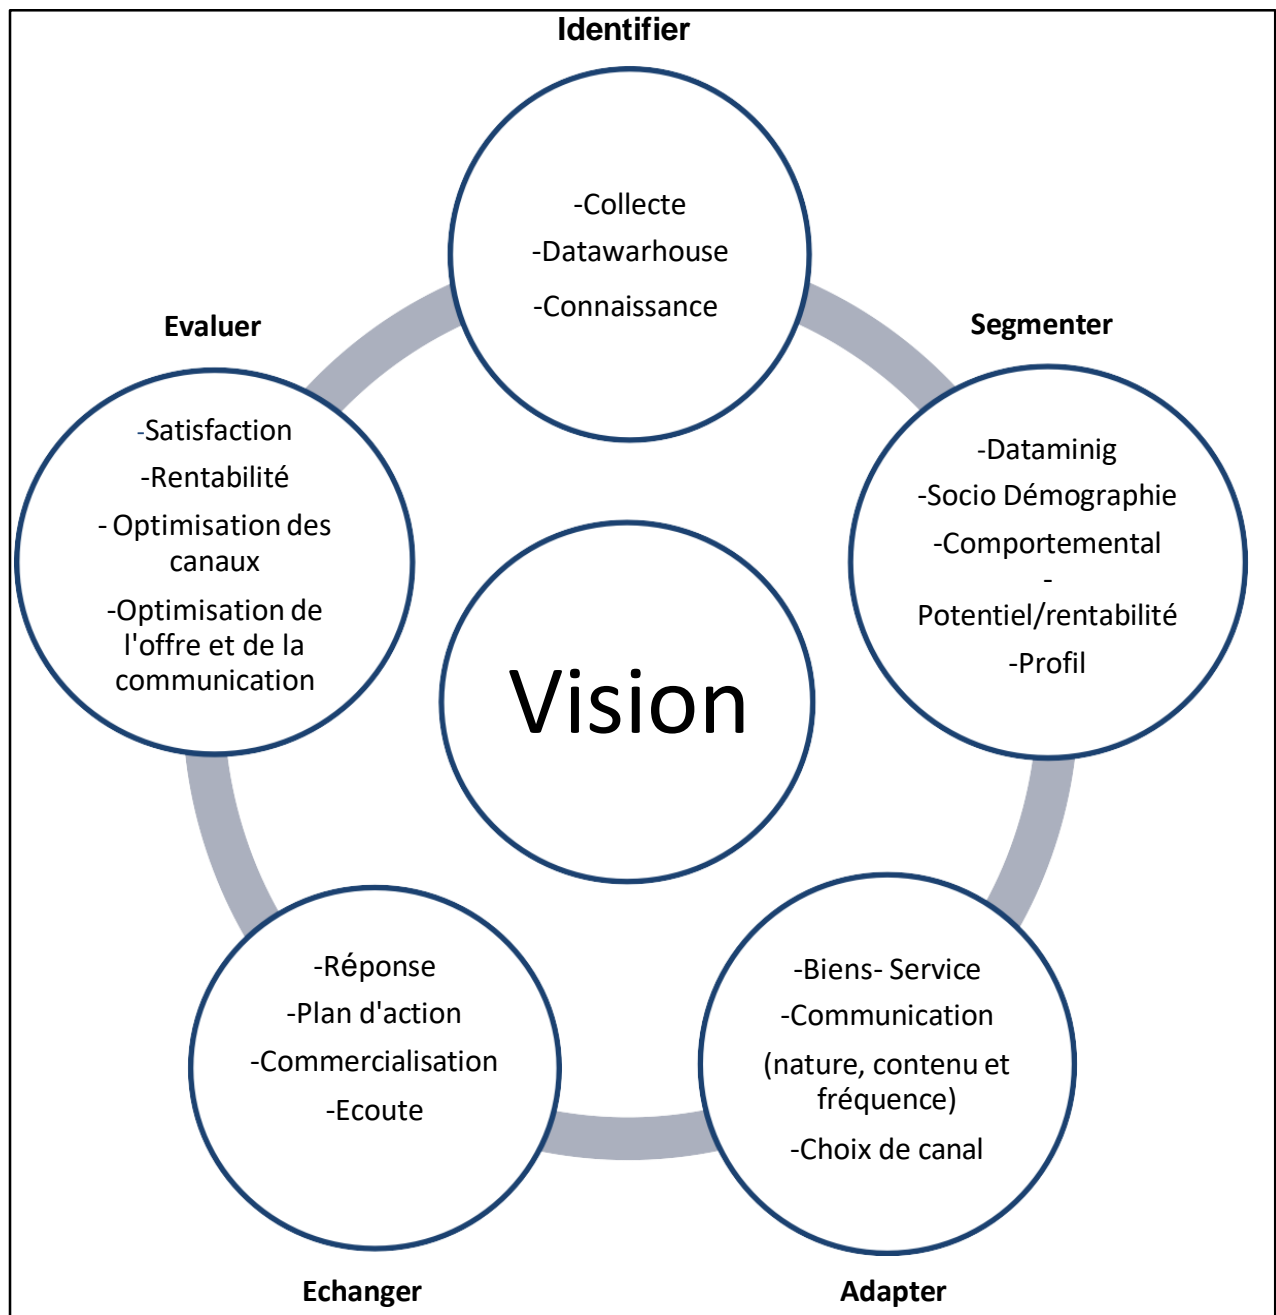 Identifier
-Collecte
-Datawarhouse
-Connaissance
Segmenter
-Dataminig
-Socio Démographie
-Comportemental
-
Potentiel/rentabilité
-Profil
Adapter
-Biens- Service
-Communication
(nature, contenu et
fréquence)
-Choix de canal
Echanger
-Réponse
-Plan d'action
-Commercialisation
-Ecoute
Evaluer
-Satisfaction
-Rentabilité
- Optimisation des
canaux
-Optimisation de
l'offre et de la
communication
Vision